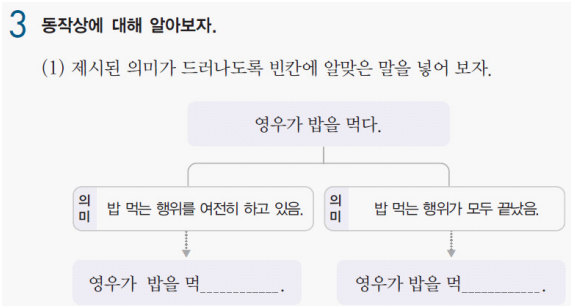 3 동작상에 대해 알아보자.
(1) 제시된 의미가 드러나도록 빈칸에 알맞은 말을 넣어 보자.
영우가 밥을 먹다.
의미 밥 먹는 행위를 여전히 하고 있음.
의미 밥 먹는 행위가 모두 끝났음.
영우가 밥을 먹____________.
영우가 밥을 먹____________.